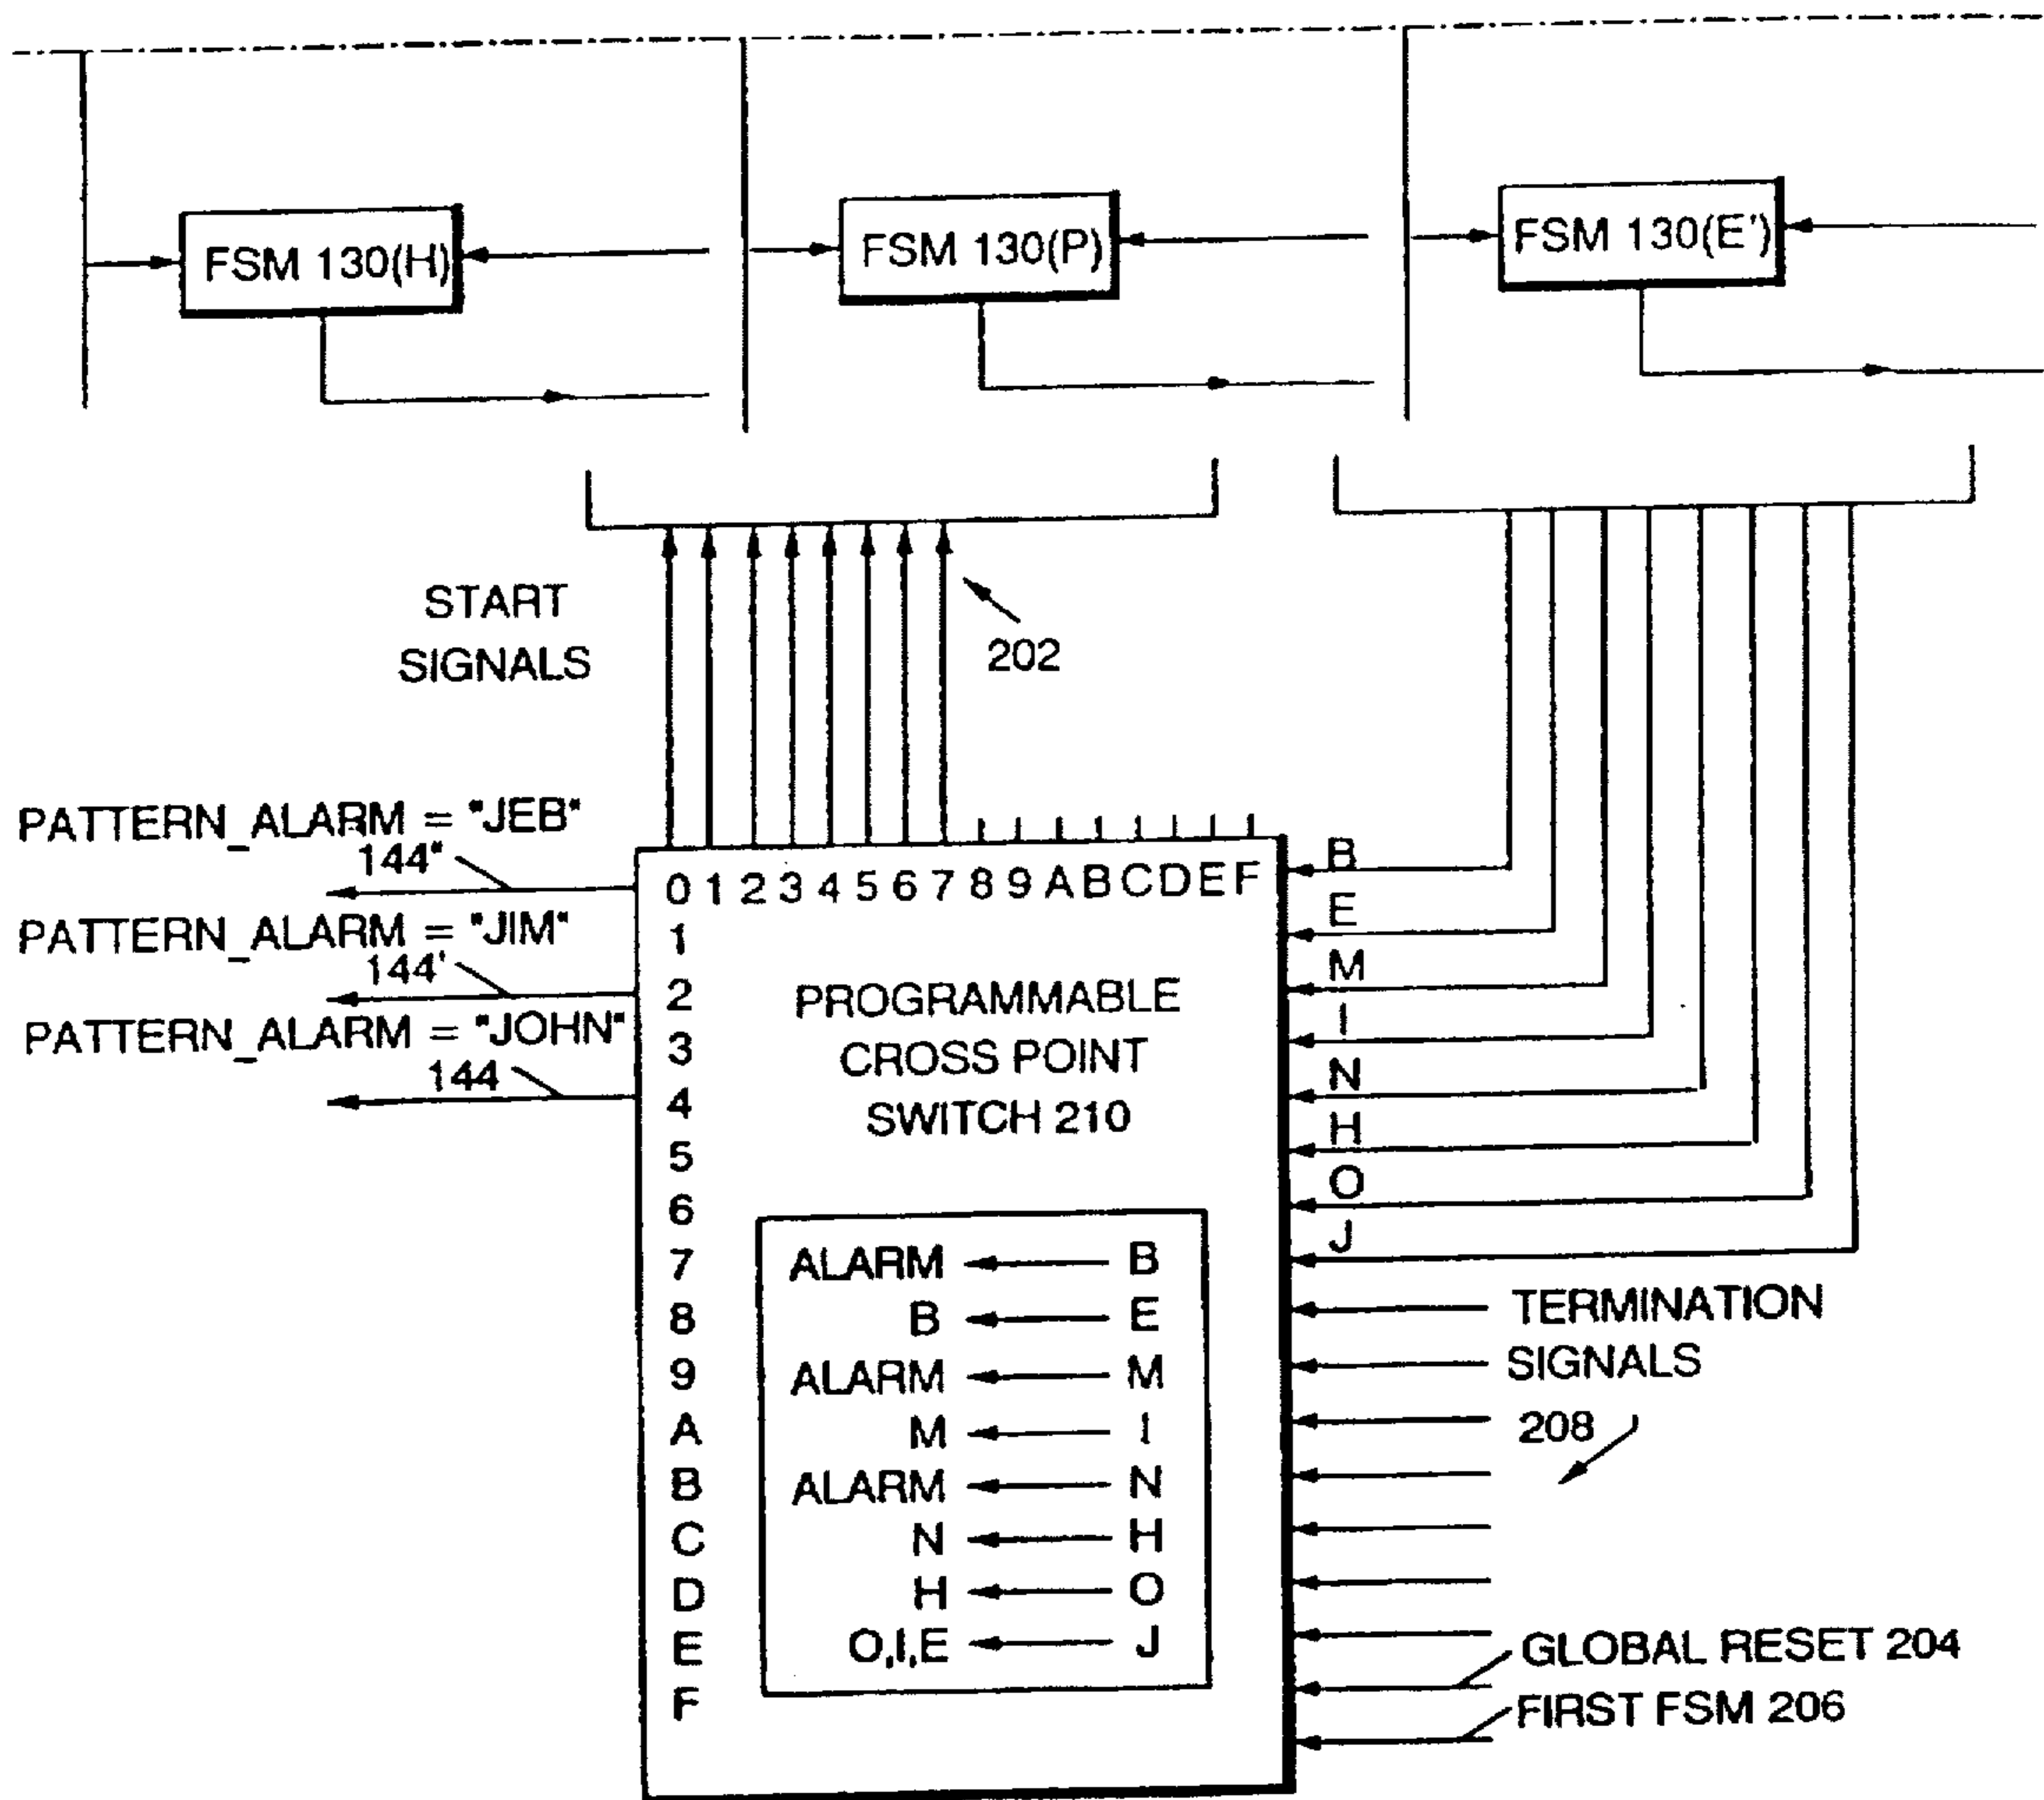 FSM 130(H)
FSM 130(P)
FSM 130(E')
START
SIGNALS
202
PATTERN_ALARM = "JEB"
144"
PATTERN_ALARM = "JIM"
144'
PATTERN_ALARM = "JOHN"
144
0 1 2 3 4 5 6 7 8 9 A B C D E F
1
2
3
4
5
6
7
8
9
A
B
C
D
E
F
PROGRAMMABLE
CROSS POINT
SWITCH 210
ALARM B
B E
ALARM M
M I
ALARM N
N H
H O
O,I,E J
B
E
M
I
N
H
O
J
TERMINATION
SIGNALS
208
GLOBAL RESET 204
FIRST FSM 206